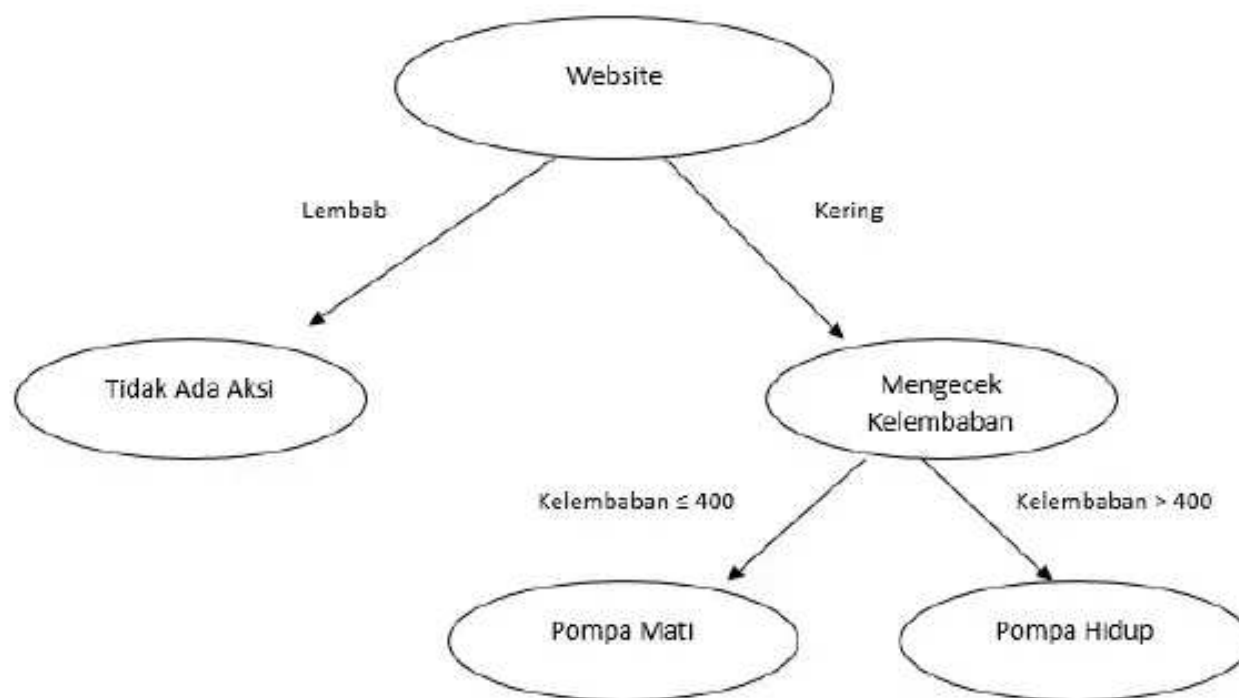 Website
Lembab
Kering
Tidak Ada Aksi
Mengecek
Kelembaban
Kelembaban ≤ 400
Kelembaban > 400
Pompa Mati
Pompa Hidup